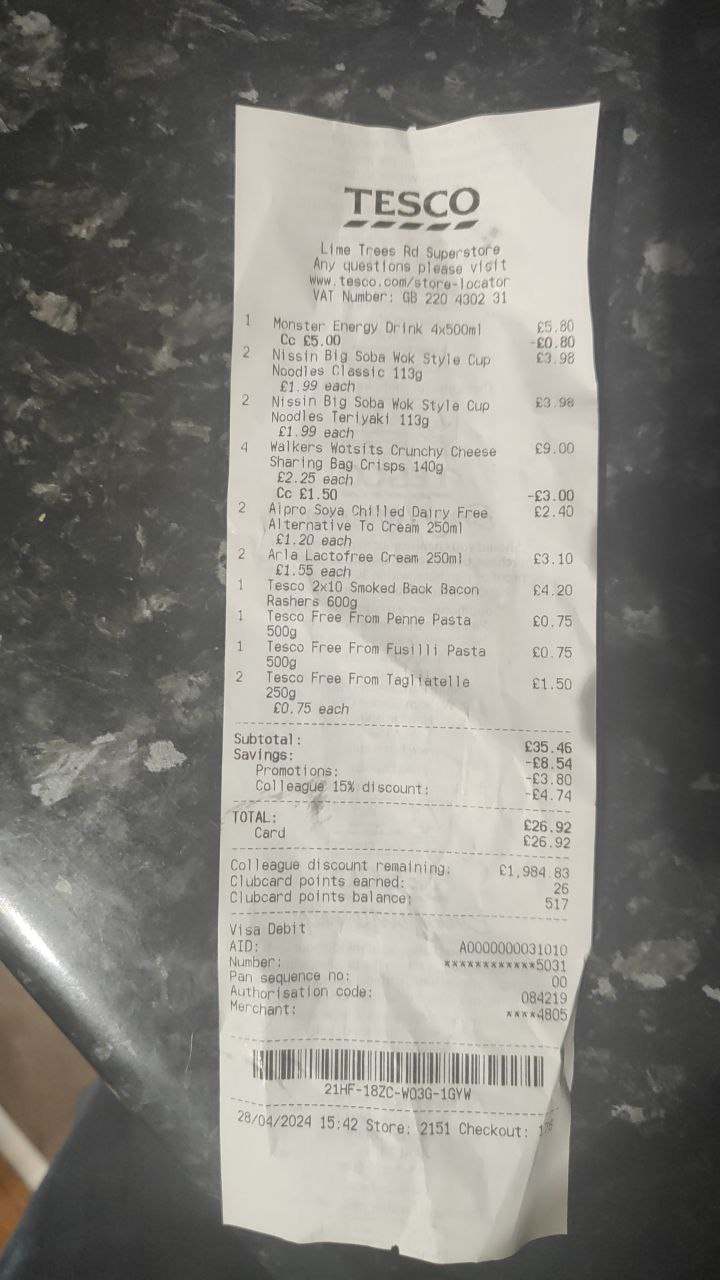 TESCO
Lime Trees Rd Superstore
Any questions please visit
www.tesco.com/store-locator
VAT Number: GB 220 4302 31
1 Monster Energy Drink 4x500ml £5.80
Cc £5.00 -£0.80
2 Nissin Big Soba Wok Style Cup £3.98
Noodles Classic 113g
£1.99 each
2 Nissin Big Soba Wok Style Cup £3.98
Noodles Teriyaki 113g
£1.99 each
4 Walkers Wotsits Crunchy Cheese £9.00
Sharing Bag Crisps 140g
£2.25 each
Cc £1.50 -£3.00
2 Alpro Soya Chilled Dairy Free £2.40
Alternative To Cream 250ml
£1.20 each
2 Arla Lactofree Cream 250ml £3.10
£1.55 each
1 Tesco 2x10 Smoked Back Bacon £4.20
Rashers 600g
1 Tesco Free From Penne Pasta £0.75
500g
1 Tesco Free From Fusilli Pasta £0.75
500g
2 Tesco Free From Tagliatelle £1.50
250g
£0.75 each
Subtotal: £35.46
Savings: -£8.54
Promotions: -£3.80
Colleague 15% discount: -£4.74
TOTAL: £26.92
Card £26.92
Colleague discount remaining: £1,984.83
Clubcard points earned: 26
Clubcard points balance: 517
Visa Debit
AID: A0000000031010
Number: ************5031
Pan sequence no: 00
Authorisation code: 084219
Merchant: ****4805
21HF-18ZC-W03G-1GYW
28/04/2024 15:42 Store: 2151 Checkout: 176